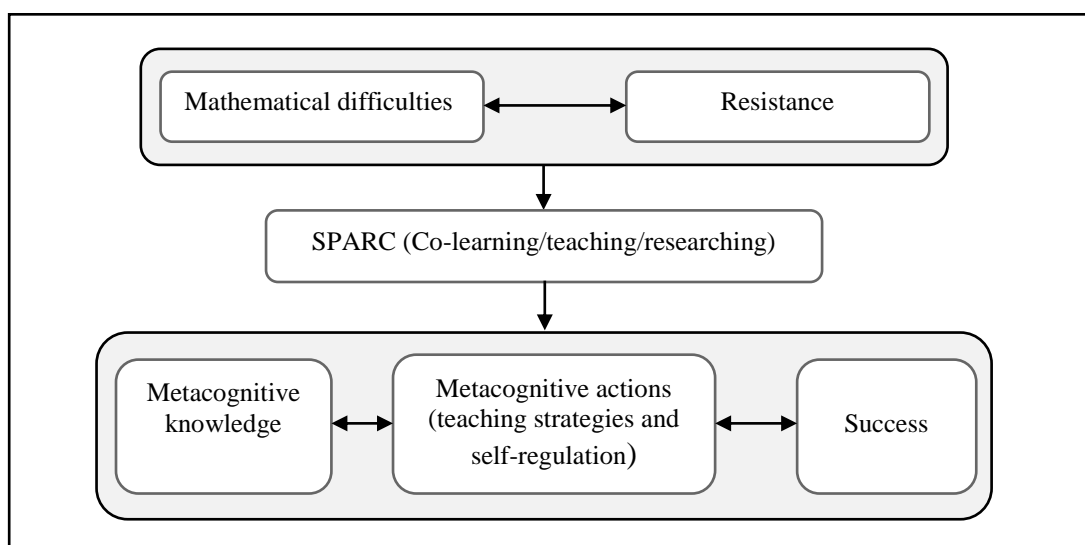 Mathematical difficulties
Resistance
SPARC (Co-learning/teaching/researching)
Metacognitive
knowledge
Metacognitive actions
(teaching strategies and
self-regulation)
Success